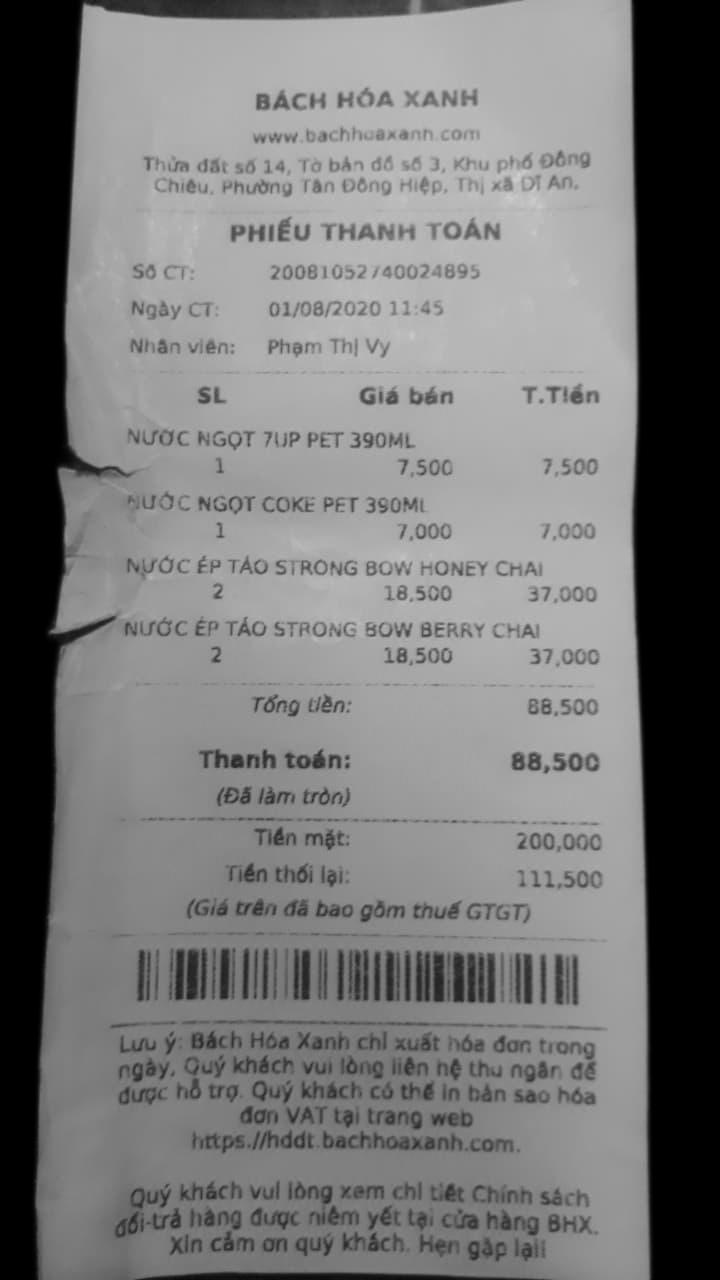 BÁCH HÓA XANH
www.bachhoaxanh.com
Thửa đất số 14, Tờ bản đồ số 3, Khu phố Đông
Chiêu, Phường Tân Đông Hiệp, Thị xã Dĩ An,
PHIẾU THANH TOÁN
Số CT: 20081052740024895
Ngày CT: 01/08/2020 11:45
Nhân viên: Phạm Thị Vy
SL Giá bán T.Tiền
NƯỚC NGỌT 7UP PET 390ML
1 7,500 7,500
NƯỚC NGỌT COKE PET 390ML
1 7,000 7,000
NƯỚC ÉP TÁO STRONG BOW HONEY CHAI
2 18,500 37,000
NƯỚC ÉP TÁO STRONG BOW BERRY CHAI
2 18,500 37,000
Tổng tiền: 88,500
Thanh toán: 88,500
(Đã làm tròn)
Tiền mặt: 200,000
Tiền thối lại: 111,500
(Giá trên đã bao gồm thuế GTGT)
Lưu ý: Bách Hóa Xanh chỉ xuất hóa đơn trong
ngày, Quý khách vui lòng liên hệ thu ngân để
được hỗ trợ. Quý khách có thể in bản sao hóa
đơn VAT tại trang web
https://hddt.bachhoaxanh.com.
Quý khách vui lòng xem chi tiết Chính sách
đổi-trả hàng được niêm yết tại cửa hàng BHX.
Xin cảm ơn quý khách. Hẹn gặp lại!